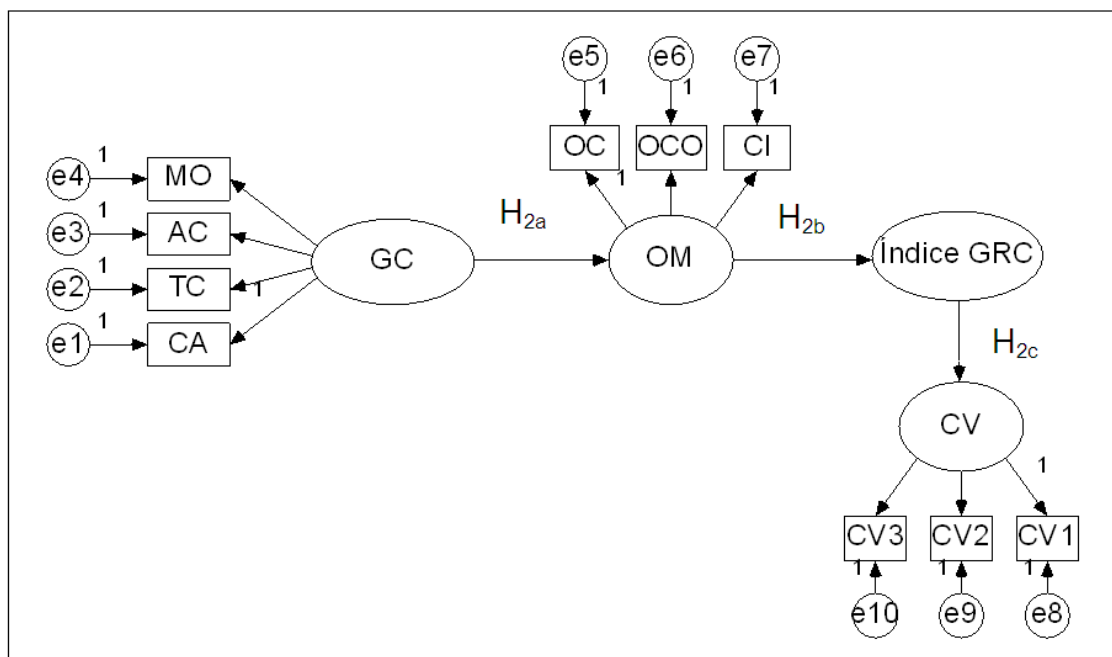 e5
e6
e7
1
1
1
OC
OCO
CI
1
e4
1
MO
e3
1
AC
e2
1
TC
1
e1
1
CA
GC
H2a
OM
H2b
Índice GRC
H2c
CV
1
CV3
CV2
CV1
1
1
1
e10
e9
e8